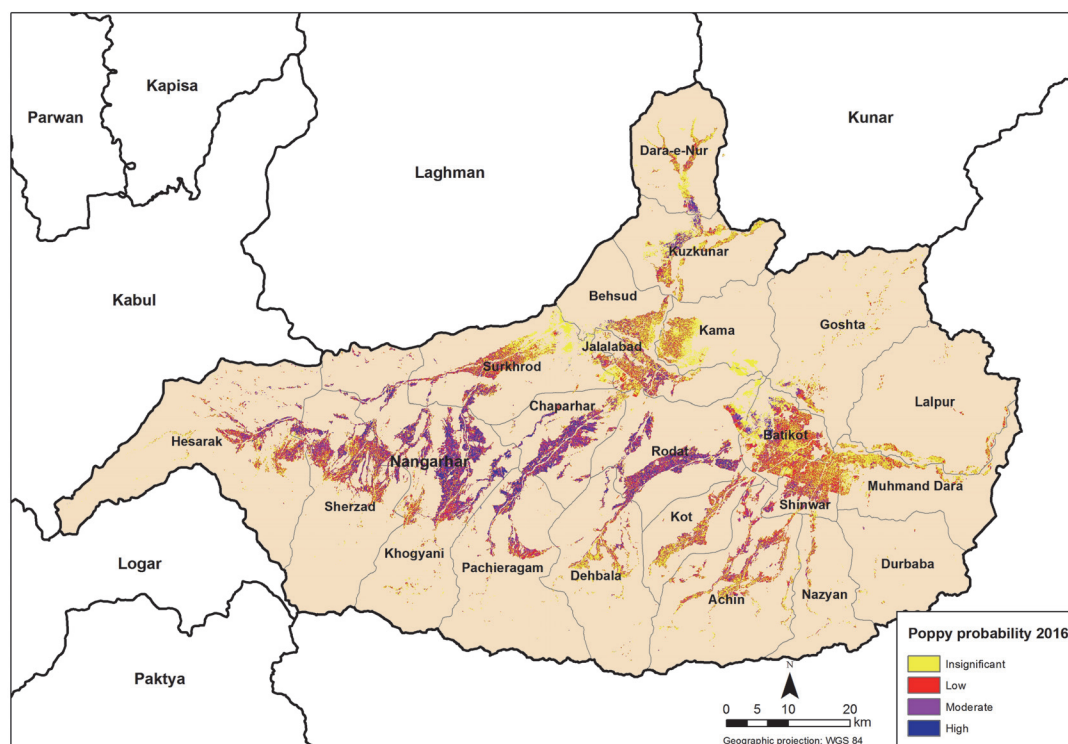 Kapisa
Parwan
Kunar
Dara-e-Nur
Laghman
Kuzkunar
Kabul
Behsud
Goshta
Kama
Jalalabad
Surkhrod
Lalpur
Chaparhar
Hesarak
Batikot
Rodat
Nangarhar
Muhmand Dara
Sherzad
Shinwar
Kot
Khogyani
Logar
Pachieragam
Dehbala
Durbaba
Achin
Nazyan
Paktya
Poppy probability 2016
Insignificant
Low
Moderate
High
N
0 5 10 20
km
Geographic projection: WGS 84